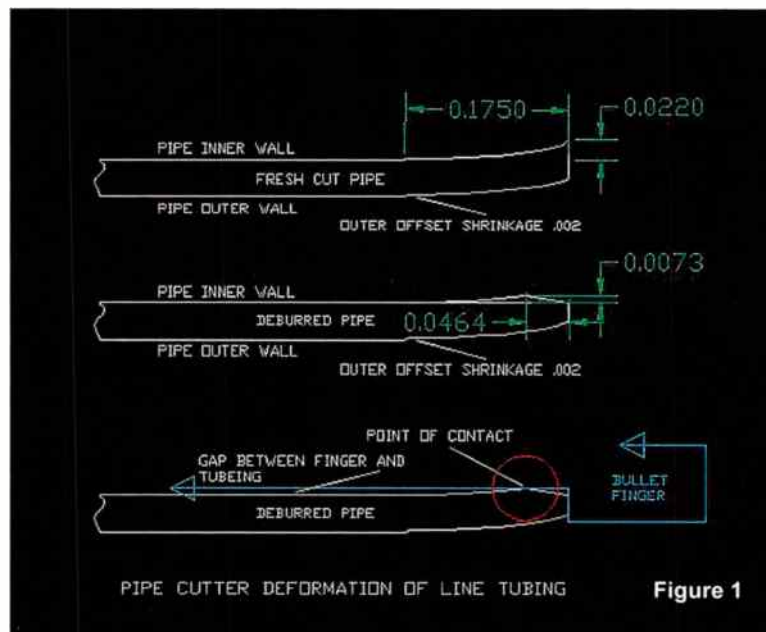 0.1750
0.0220
PIPE INNER WALL
FRESH CUT PIPE
PIPE OUTER WALL
OUTER OFFSET SHRINKAGE .002
0.0073
PIPE INNER WALL
DEBURRED PIPE
0.0464
PIPE OUTER WALL
OUTER OFFSET SHRINKAGE .002
POINT OF CONTACT
GAP BETWEEN FINGER AND
TUBEING
BULLET
FINGER
DEBURRED PIPE
PIPE CUTTER DEFORMATION OF LINE TUBING
Figure 1